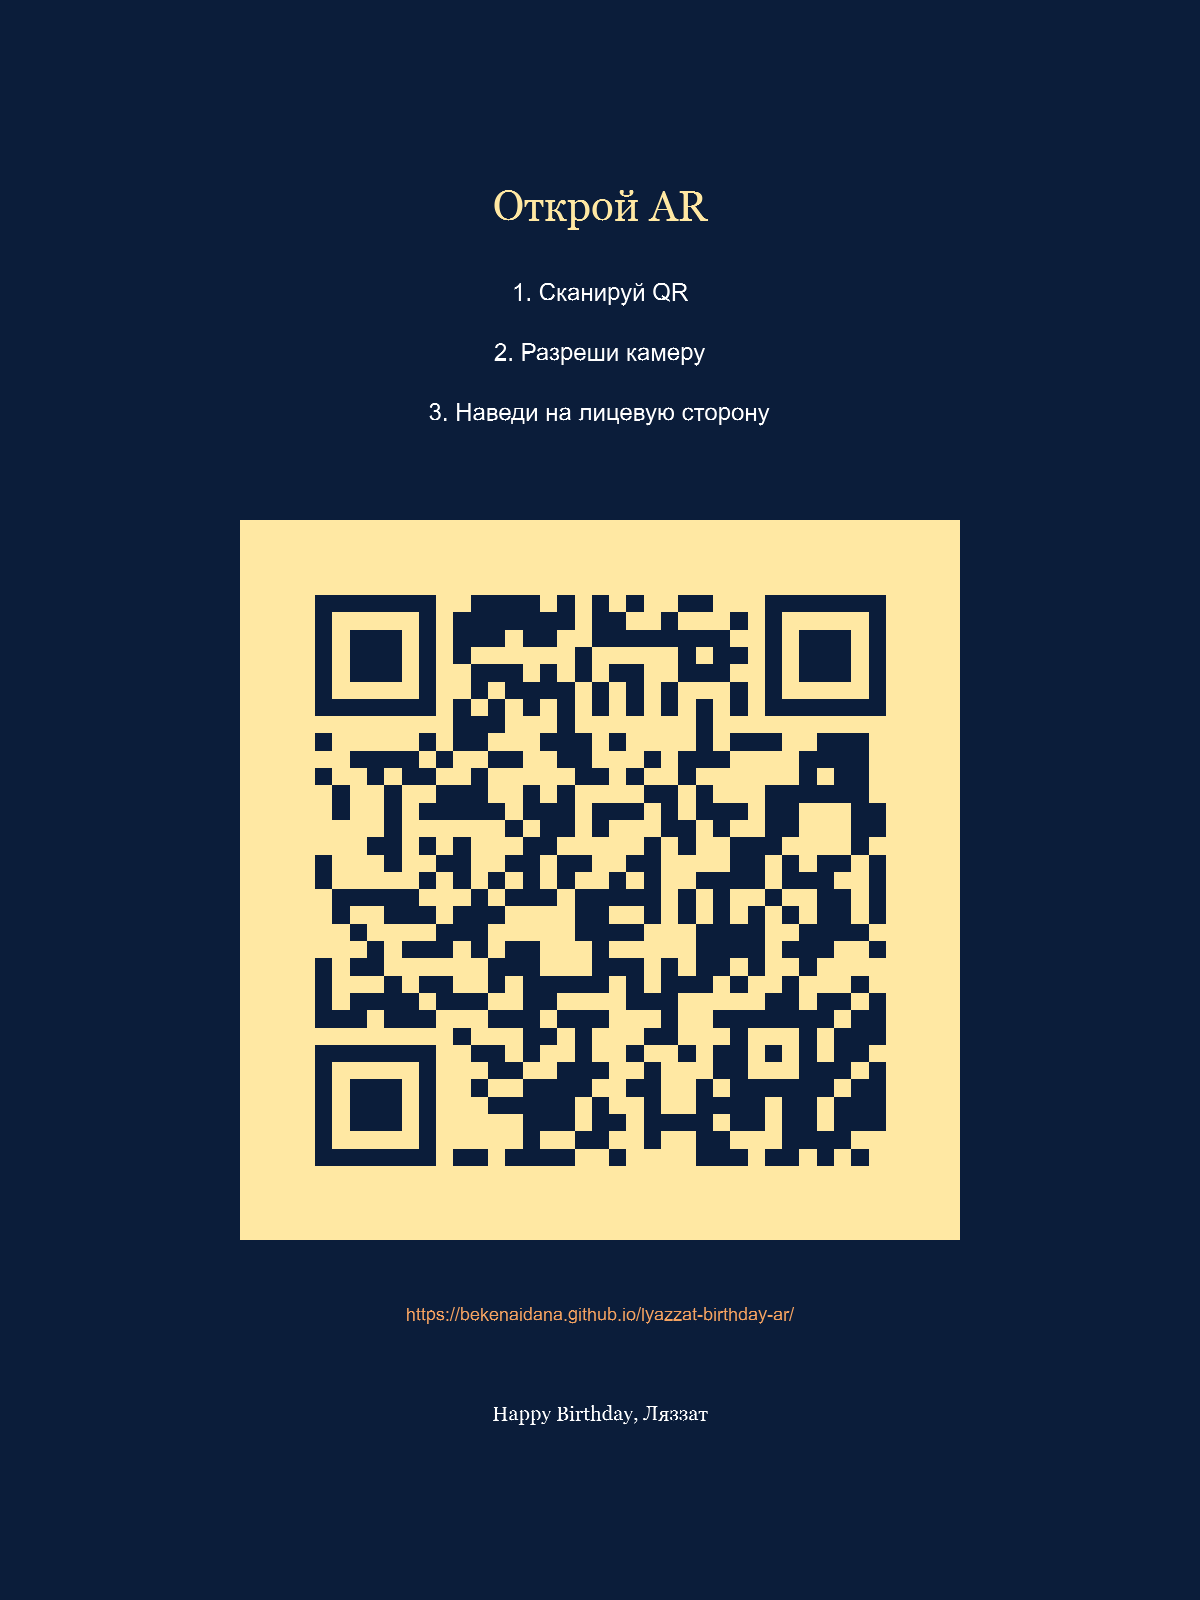 Открой AR
1. Сканируй QR
2. Разреши камеру
3. Наведи на лицевую сторону
https://bekenaidana.github.io/lyazzat-birthday-ar/
Happy Birthday, Ляззат